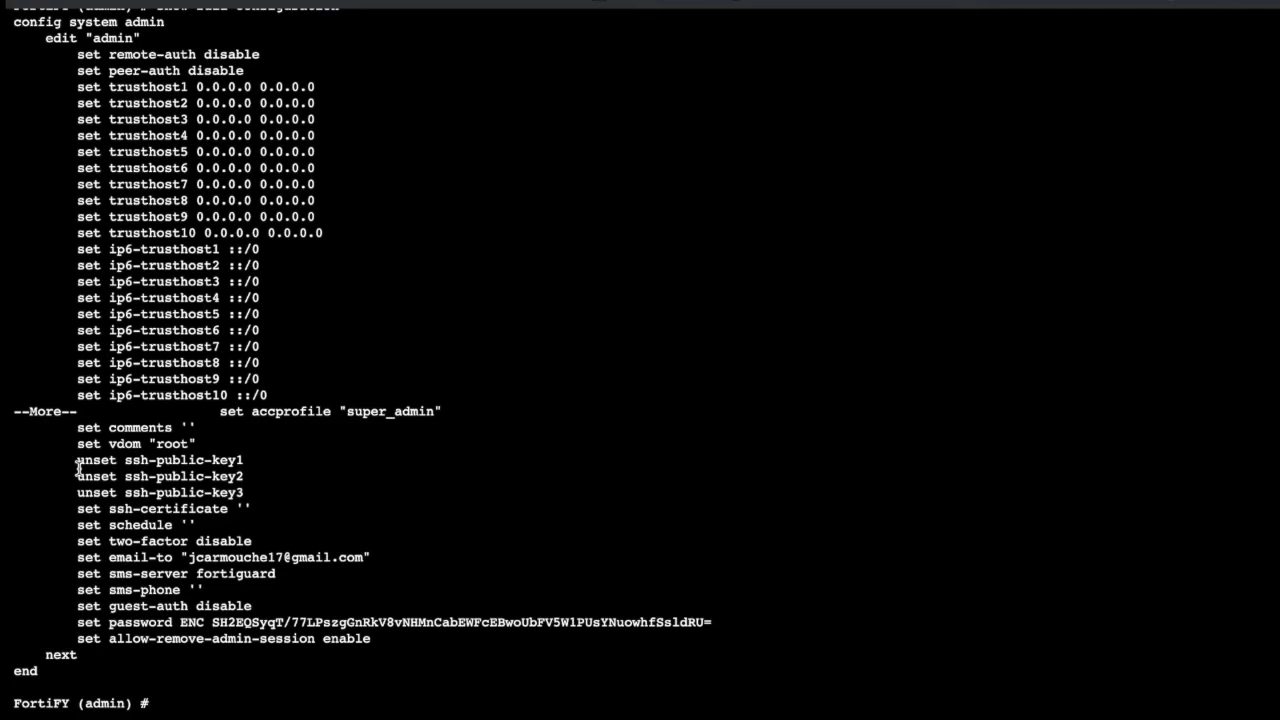 FortiFY (admin) # show full-configuration
config system admin
    edit "admin"
        set remote-auth disable
        set peer-auth disable
        set trusthost1 0.0.0.0 0.0.0.0
        set trusthost2 0.0.0.0 0.0.0.0
        set trusthost3 0.0.0.0 0.0.0.0
        set trusthost4 0.0.0.0 0.0.0.0
        set trusthost5 0.0.0.0 0.0.0.0
        set trusthost6 0.0.0.0 0.0.0.0
        set trusthost7 0.0.0.0 0.0.0.0
        set trusthost8 0.0.0.0 0.0.0.0
        set trusthost9 0.0.0.0 0.0.0.0
        set trusthost10 0.0.0.0 0.0.0.0
        set ip6-trusthost1 ::/0
        set ip6-trusthost2 ::/0
        set ip6-trusthost3 ::/0
        set ip6-trusthost4 ::/0
        set ip6-trusthost5 ::/0
        set ip6-trusthost6 ::/0
        set ip6-trusthost7 ::/0
        set ip6-trusthost8 ::/0
        set ip6-trusthost9 ::/0
        set ip6-trusthost10 ::/0
--More--                  set accprofile "super_admin"
        set comments ''
        set vdom "root"
        unset ssh-public-key1
        unset ssh-public-key2
        unset ssh-public-key3
        set ssh-certificate ''
        set schedule ''
        set two-factor disable
        set email-to "jcarmouche17@gmail.com"
        set sms-server fortiguard
        set sms-phone ''
        set guest-auth disable
        set password ENC SH2EQSyqT/77LPszgGnRkV8vNHMnCabEWFcEBwoUbFV5W1PUsYNuowhfSsldRU=
        set allow-remove-admin-session enable
    next
end
FortiFY (admin) #